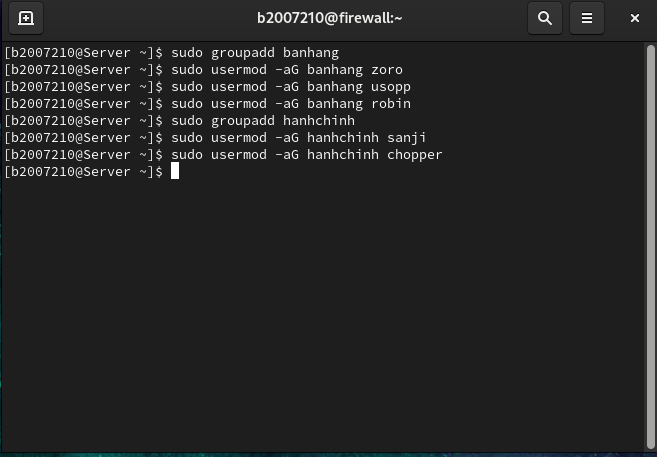 b2007210@firewall:~
[b2007210@Server ~]$ sudo groupadd banhang
[b2007210@Server ~]$ sudo usermod -aG banhang zoro
[b2007210@Server ~]$ sudo usermod -aG banhang usopp
[b2007210@Server ~]$ sudo usermod -aG banhang robin
[b2007210@Server ~]$ sudo groupadd hanhchinh
[b2007210@Server ~]$ sudo usermod -aG hanhchinh sanji
[b2007210@Server ~]$ sudo usermod -aG hanhchinh chopper
[b2007210@Server ~]$